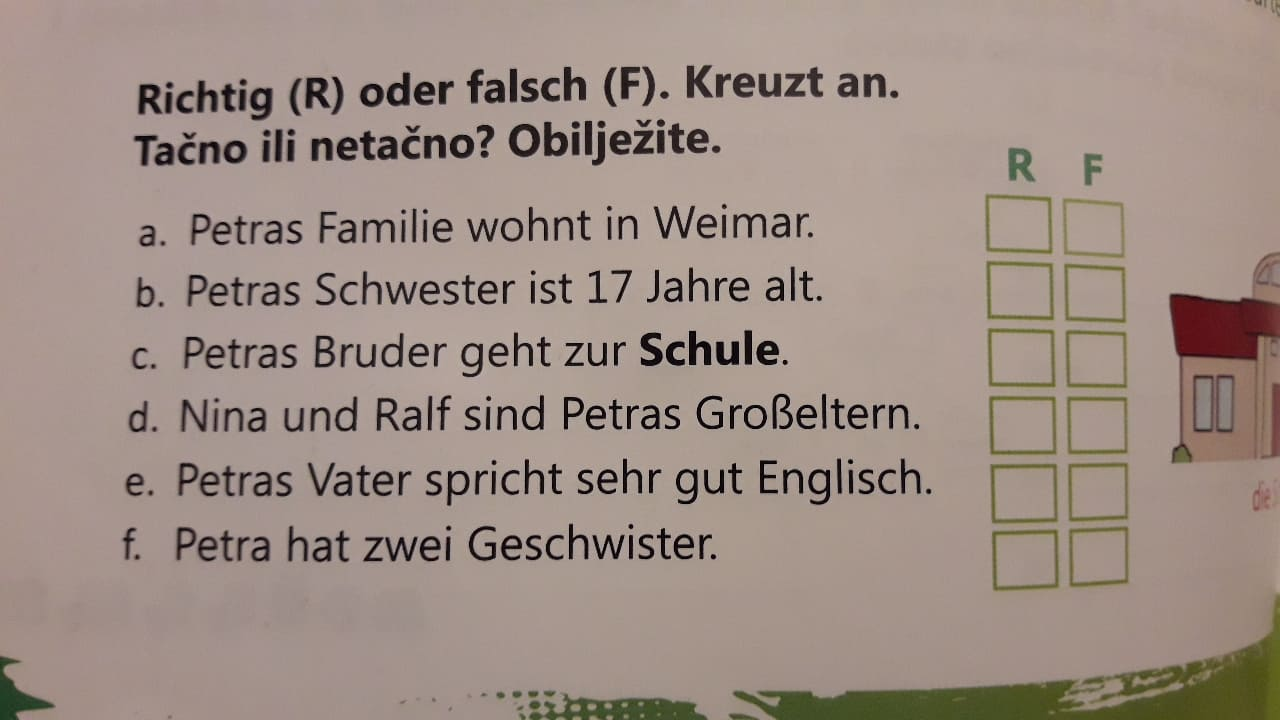 Richtig (R) oder falsch (F). Kreuzt an.
Tačno ili netačno? Obilježite.
R F
a. Petras Familie wohnt in Weimar.
b. Petras Schwester ist 17 Jahre alt.
c. Petras Bruder geht zur Schule.
d. Nina und Ralf sind Petras Großeltern.
e. Petras Vater spricht sehr gut Englisch.
f. Petra hat zwei Geschwister.
die